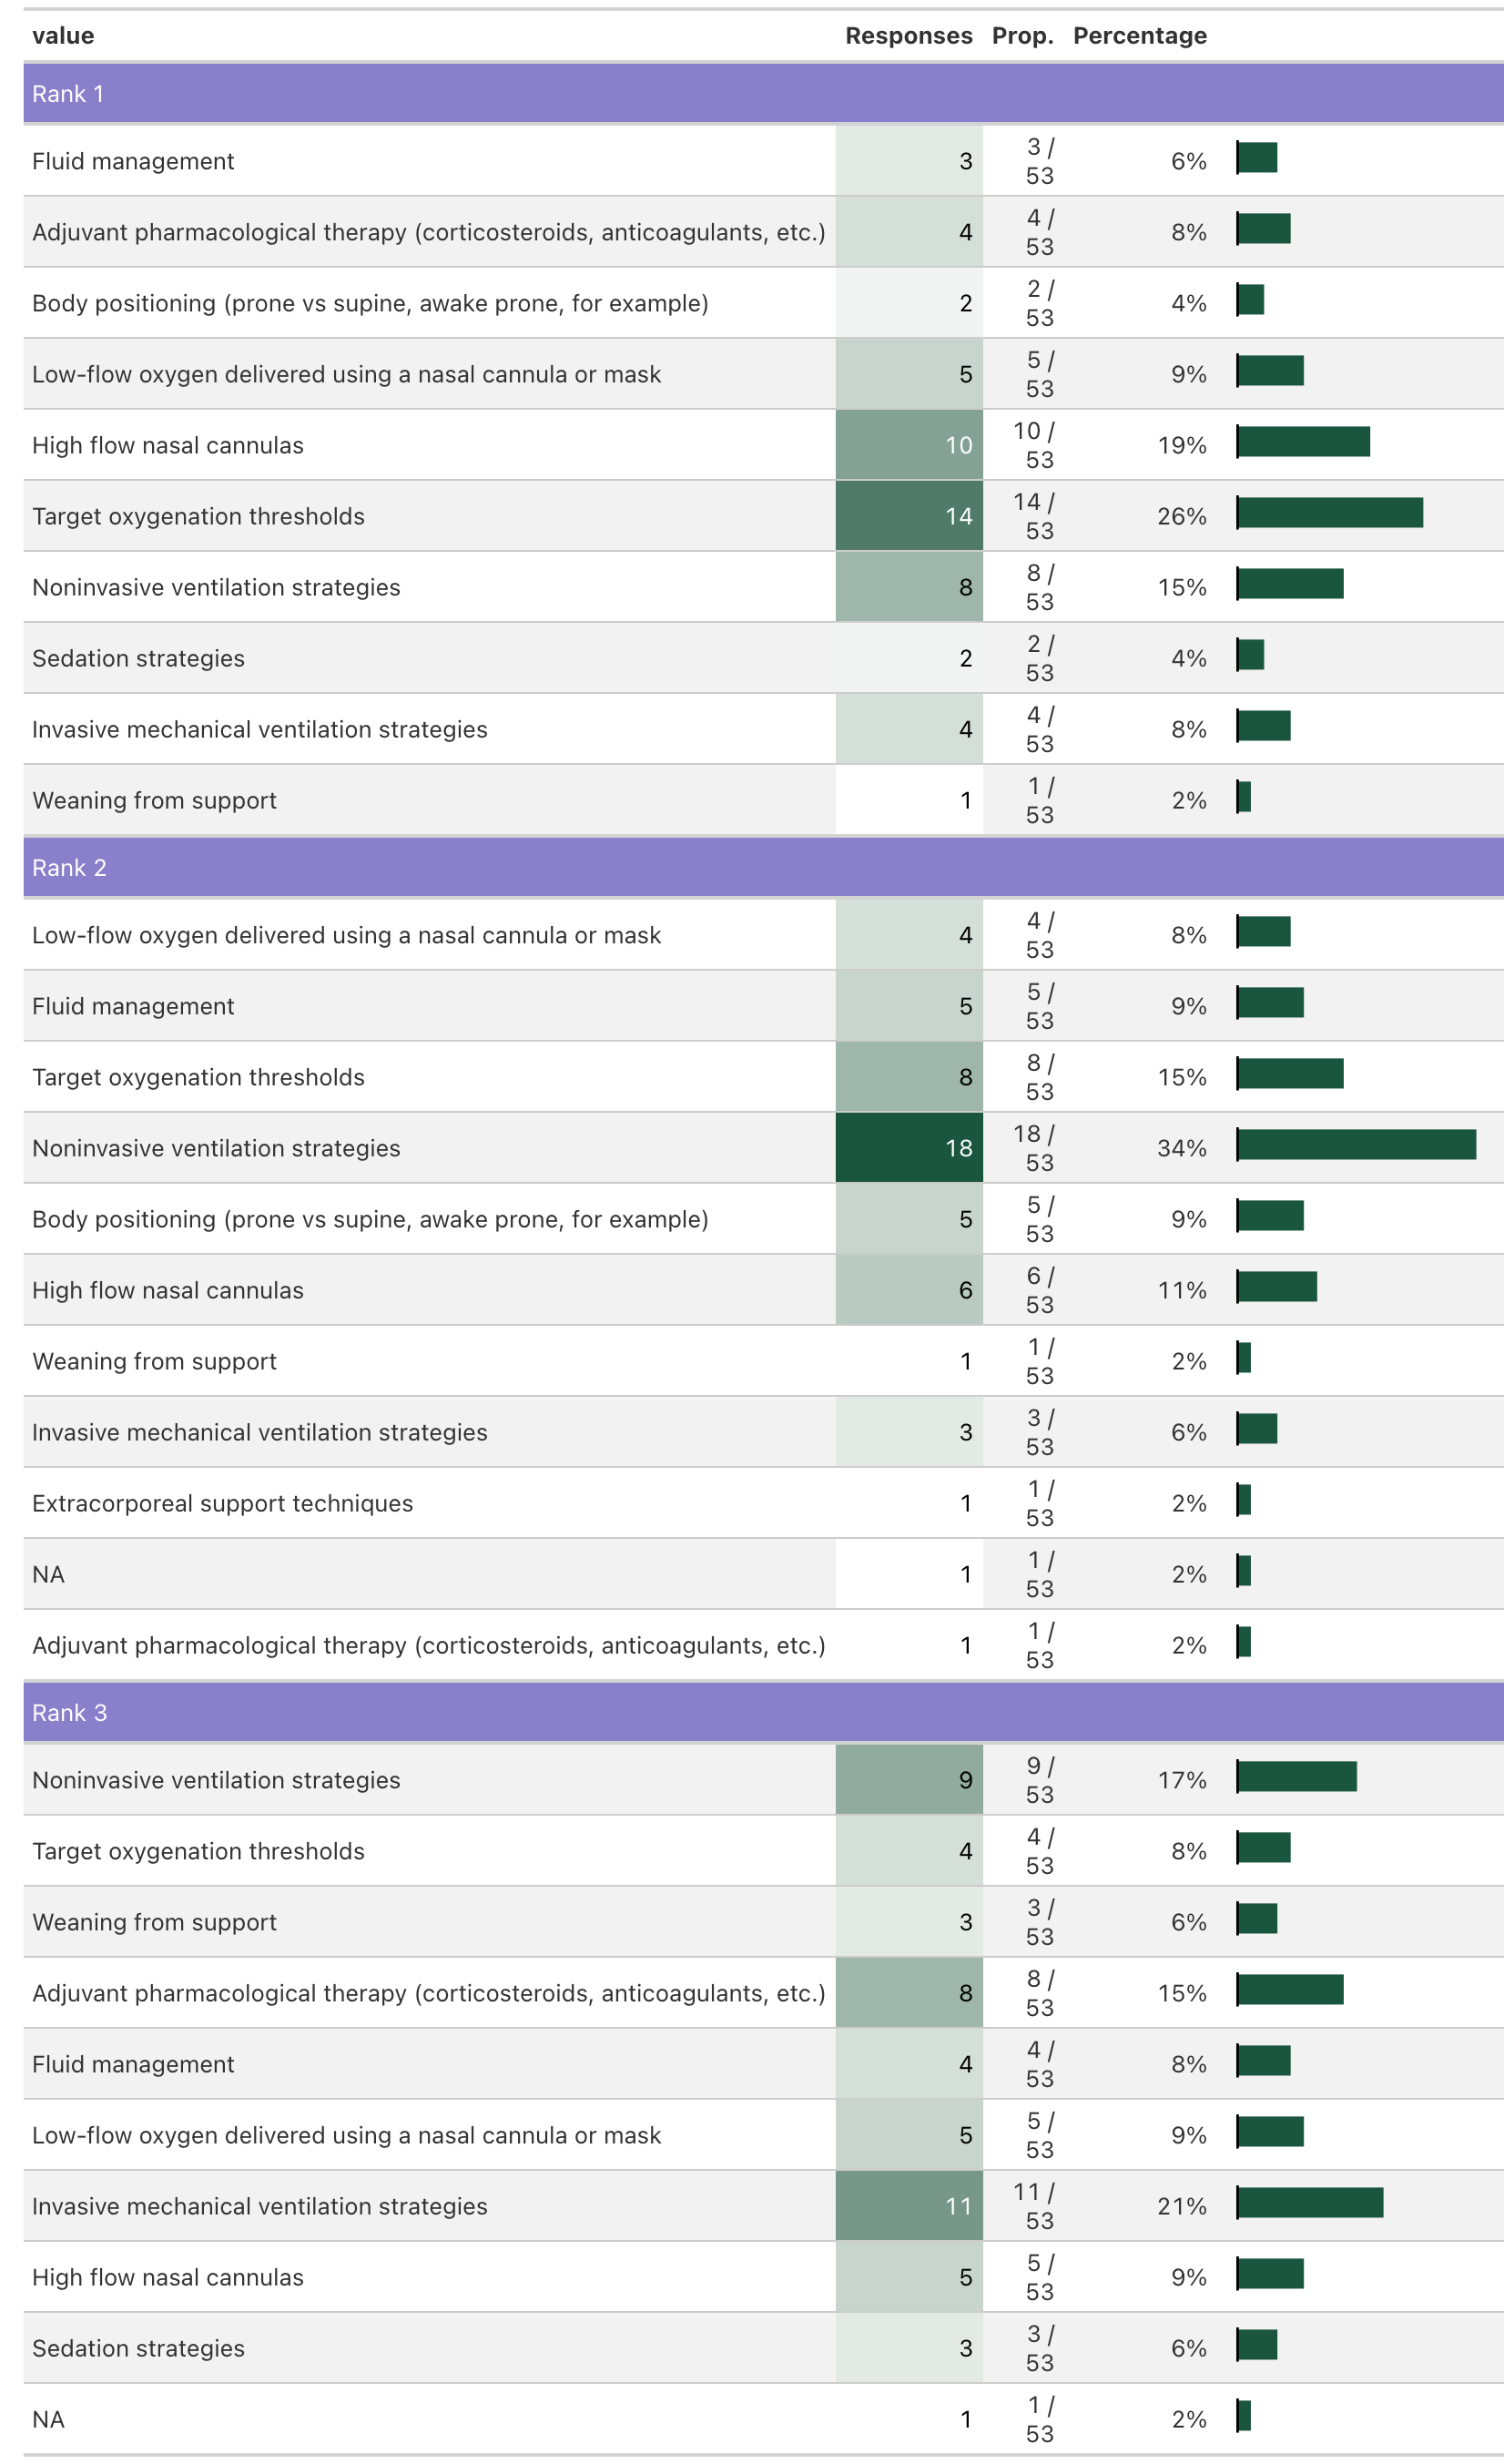 value Responses Prop. Percentage
Rank 1
Fluid management 3 3 / 53 6%
Adjuvant pharmacological therapy (corticosteroids, anticoagulants, etc.) 4 4 / 53 8%
Body positioning (prone vs supine, awake prone, for example) 2 2 / 53 4%
Low-flow oxygen delivered using a nasal cannula or mask 5 5 / 53 9%
High flow nasal cannulas 10 10 / 53 19%
Target oxygenation thresholds 14 14 / 53 26%
Noninvasive ventilation strategies 8 8 / 53 15%
Sedation strategies 2 2 / 53 4%
Invasive mechanical ventilation strategies 4 4 / 53 8%
Weaning from support 1 1 / 53 2%
Rank 2
Low-flow oxygen delivered using a nasal cannula or mask 4 4 / 53 8%
Fluid management 5 5 / 53 9%
Target oxygenation thresholds 8 8 / 53 15%
Noninvasive ventilation strategies 18 18 / 53 34%
Body positioning (prone vs supine, awake prone, for example) 5 5 / 53 9%
High flow nasal cannulas 6 6 / 53 11%
Weaning from support 1 1 / 53 2%
Invasive mechanical ventilation strategies 3 3 / 53 6%
Extracorporeal support techniques 1 1 / 53 2%
NA 1 1 / 53 2%
Adjuvant pharmacological therapy (corticosteroids, anticoagulants, etc.) 1 1 / 53 2%
Rank 3
Noninvasive ventilation strategies 9 9 / 53 17%
Target oxygenation thresholds 4 4 / 53 8%
Weaning from support 3 3 / 53 6%
Adjuvant pharmacological therapy (corticosteroids, anticoagulants, etc.) 8 8 / 53 15%
Fluid management 4 4 / 53 8%
Low-flow oxygen delivered using a nasal cannula or mask 5 5 / 53 9%
Invasive mechanical ventilation strategies 11 11 / 53 21%
High flow nasal cannulas 5 5 / 53 9%
Sedation strategies 3 3 / 53 6%
NA 1 1 / 53 2%